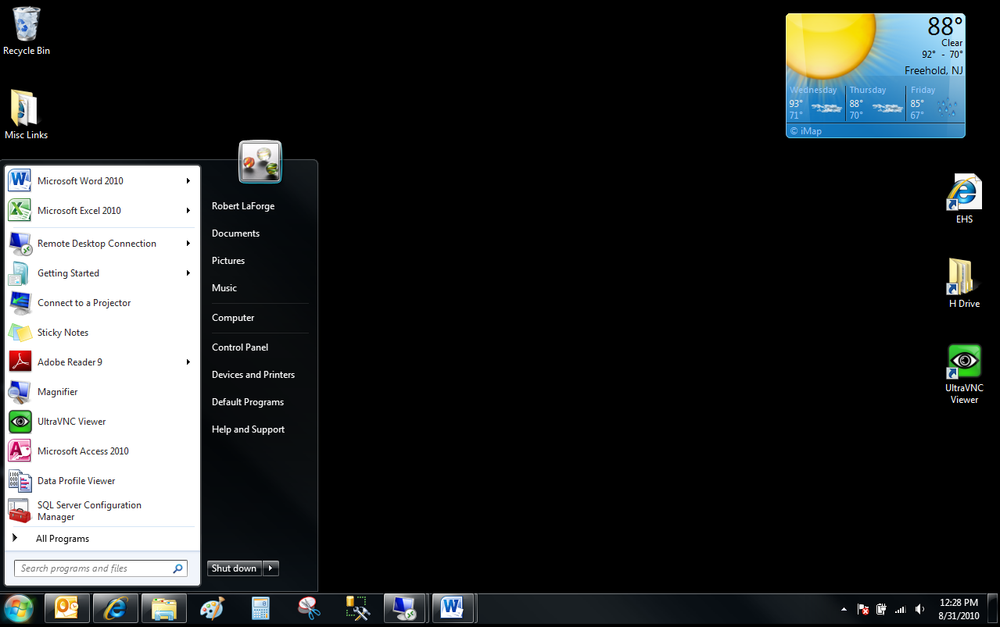 Recycle Bin
Misc Links
88°
Clear
92° - 70°
Freehold, NJ
Wednesday Thursday Friday
93° 88° 85°
71° 70° 67°
© iMap
EHS
H Drive
UltraVNC
Viewer
Microsoft Word 2010
Microsoft Excel 2010
Remote Desktop Connection
Getting Started
Connect to a Projector
Sticky Notes
Adobe Reader 9
Magnifier
UltraVNC Viewer
Microsoft Access 2010
Data Profile Viewer
SQL Server Configuration
Manager
All Programs
Search programs and files
Robert LaForge
Documents
Pictures
Music
Computer
Control Panel
Devices and Printers
Default Programs
Help and Support
Shut down
12:28 PM
8/31/2010